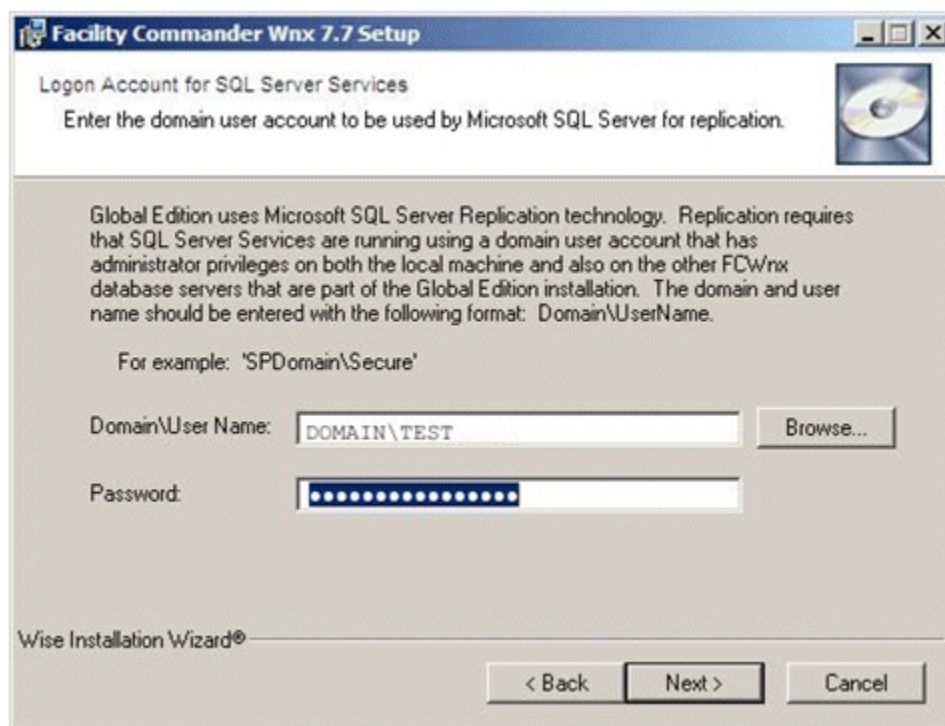 Facility Commander Wnx 7.7 Setup
Logon Account for SQL Server Services
Enter the domain user account to be used by Microsoft SQL Server for replication.
Global Edition uses Microsoft SQL Server Replication technology. Replication requires
that SQL Server Services are running using a domain user account that has
administrator privileges on both the local machine and also on the other FCWnx
database servers that are part of the Global Edition installation. The domain and user
name should be entered with the following format: Domain\UserName.
For example: 'SPDomain\Secure'
Domain\User Name: DOMAIN\TEST Browse...
Password: ●●●●●●●●●●●●●●●●
Wise Installation Wizard®
< Back Next > Cancel